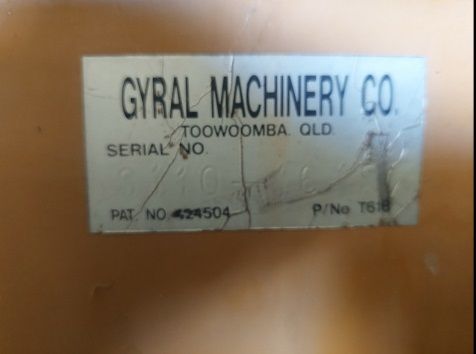 GYRAL MACHINERY CO.
TOOWOOMBA. QLD.
SERIAL NO.
PAT. NO. 424504 P/No T618